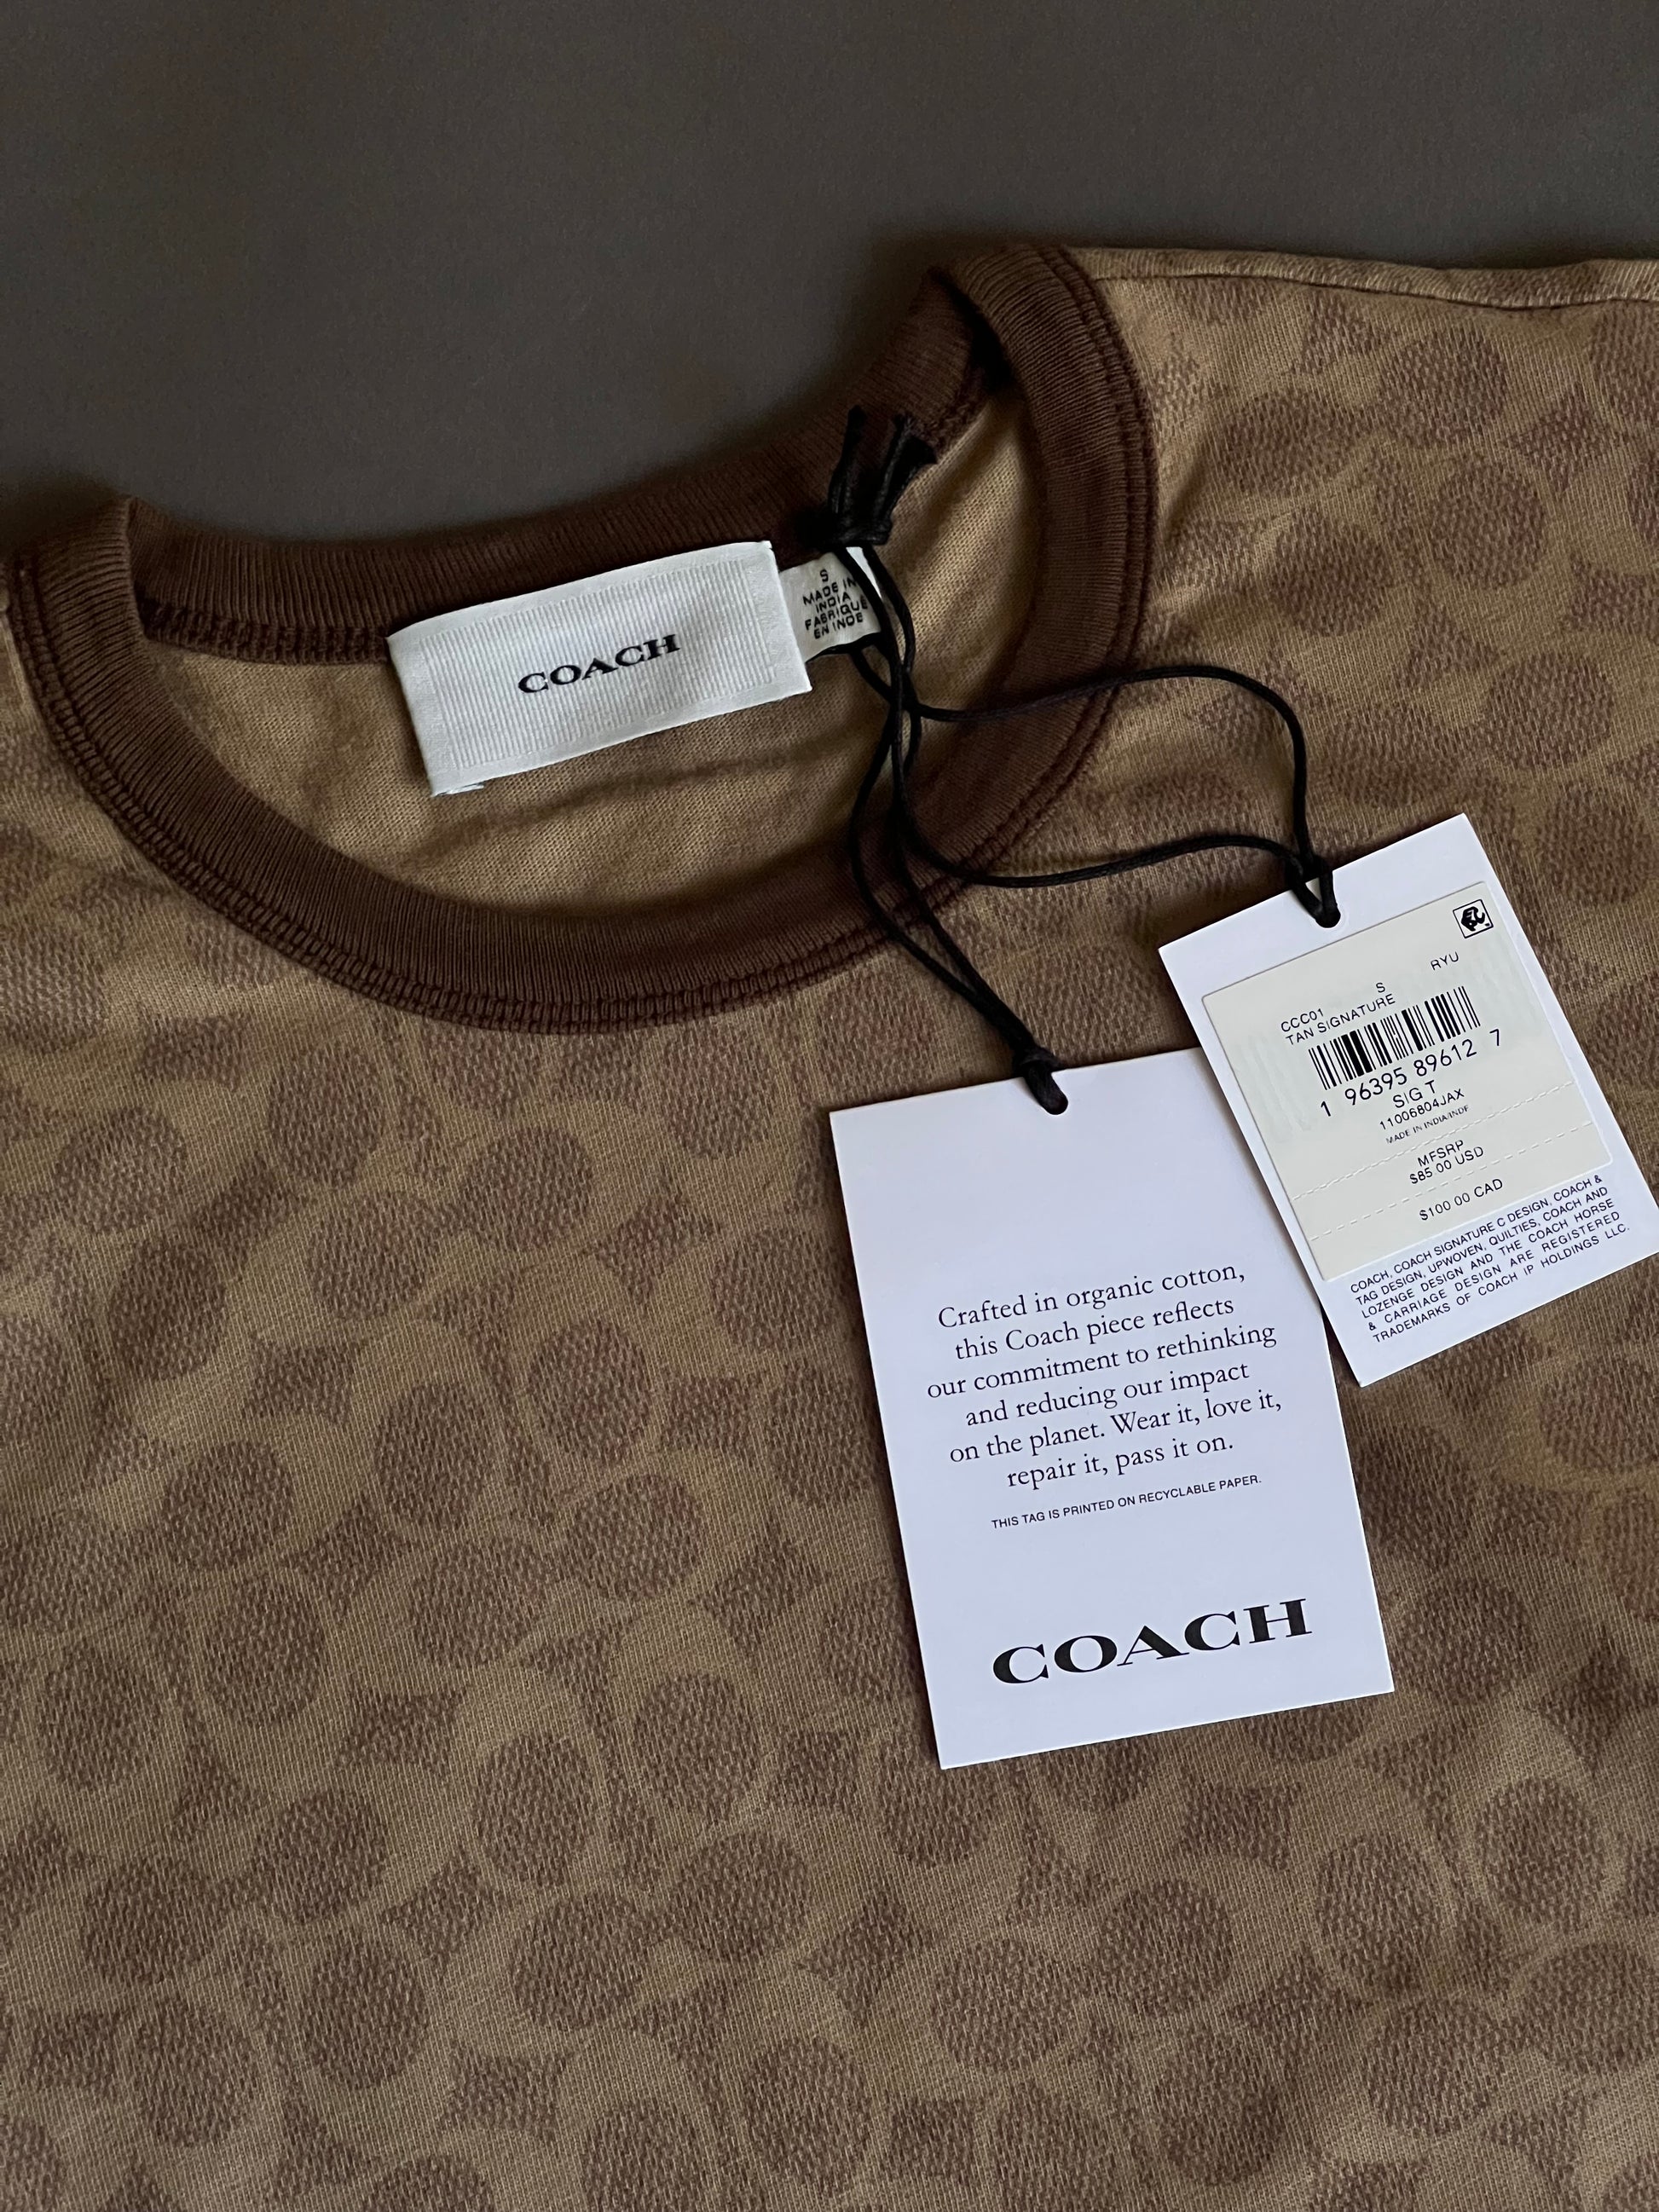 COACH
S
MADE IN
INDIA
FABRIQUÉ
EN INDE
RYU
S
CCC01
TAN SIGNATURE
1 96395 89612 7
SIG T
11006804JAX
MADE IN INDIA/INDE
MFSRP
$85.00 USD
$100.00 CAD
COACH, COACH SIGNATURE C DESIGN, COACH &
TAG DESIGN, UPWOVEN, QUILTIES, COACH AND
LOZENGE DESIGN AND THE COACH HORSE
& CARRIAGE DESIGN ARE REGISTERED
TRADEMARKS OF COACH IP HOLDINGS LLC.
Crafted in organic cotton,
this Coach piece reflects
our commitment to rethinking
and reducing our impact
on the planet. Wear it, love it,
repair it, pass it on.
THIS TAG IS PRINTED ON RECYCLABLE PAPER.
COACH